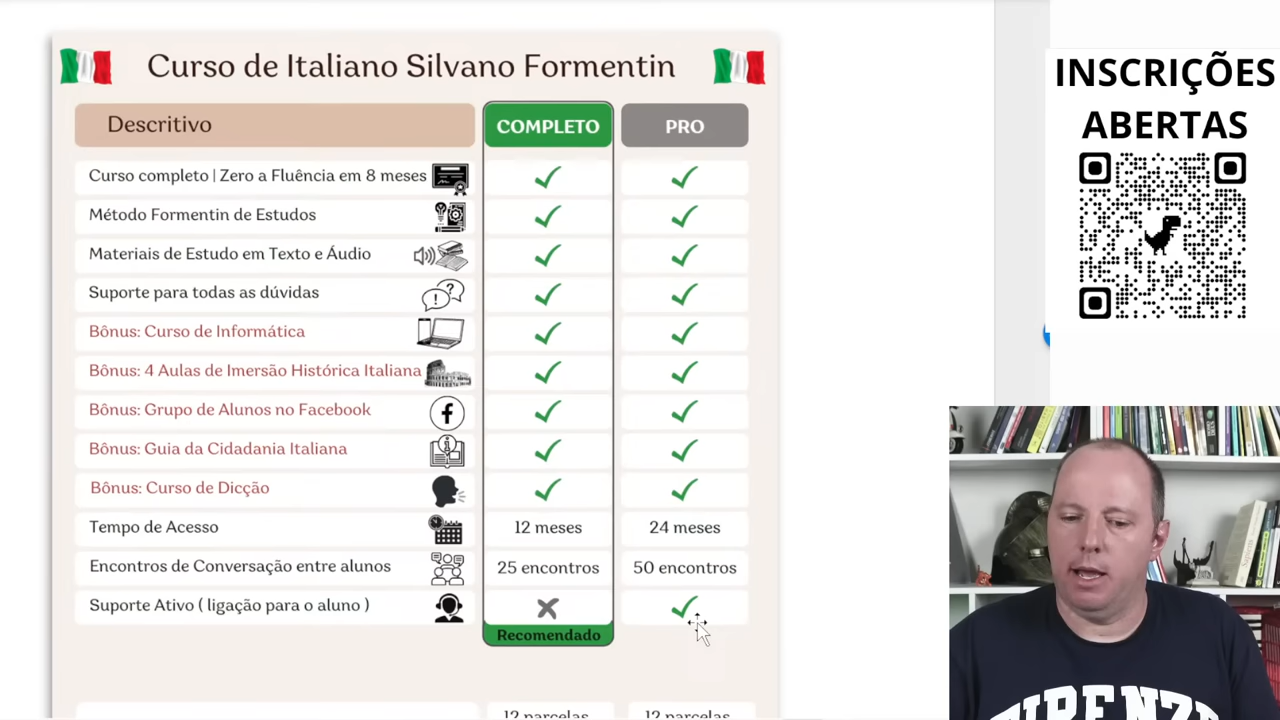 Curso de Italiano Silvano Formentin
Descritivo
COMPLETO
PRO
Curso completo | Zero a Fluência em 8 meses
Método Formentin de Estudos
Materiais de Estudo em Texto e Áudio
Suporte para todas as dúvidas
Bônus: Curso de Informática
Bônus: 4 Aulas de Imersão Histórica Italiana
Bônus: Grupo de Alunos no Facebook
Bônus: Guia da Cidadania Italiana
Bônus: Curso de Dicção
Tempo de Acesso
12 meses
24 meses
Encontros de Conversação entre alunos
25 encontros
50 encontros
Suporte Ativo ( ligação para o aluno )
Recomendado
12 parcelas
12 parcelas
INSCRIÇÕES
ABERTAS
FIRENZE